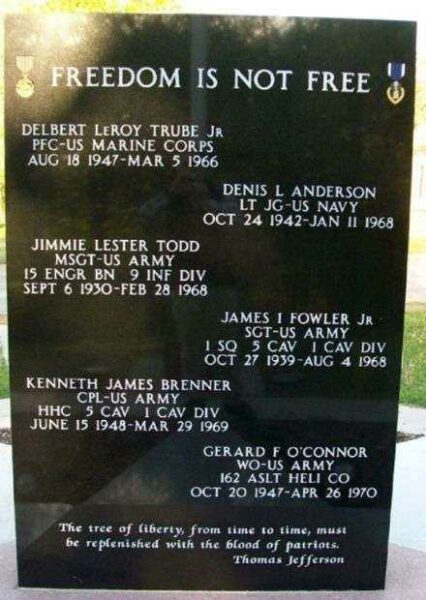 FREEDOM IS NOT FREE
DELBERT LEROY TRUBE JR
PFC-US MARINE CORPS
AUG 18 1947-MAR 5 1966
DENIS L ANDERSON
LT JG-US NAVY
OCT 24 1942-JAN 11 1968
JIMMIE LESTER TODD
MSGT-US ARMY
15 ENGR BN 9 INF DIV
SEPT 6 1930-FEB 28 1968
JAMES I FOWLER JR
SGT-US ARMY
1 SQ 5 CAV 1 CAV DIV
OCT 27 1939-AUG 4 1968
KENNETH JAMES BRENNER
CPL-US ARMY
HHC 5 CAV 1 CAV DIV
JUNE 15 1948-MAR 29 1969
GERARD F O'CONNOR
WO-US ARMY
162 ASLT HELI CO
OCT 20 1947-APR 26 1970
The tree of liberty, from time to time, must
be replenished with the blood of patriots.
Thomas Jefferson